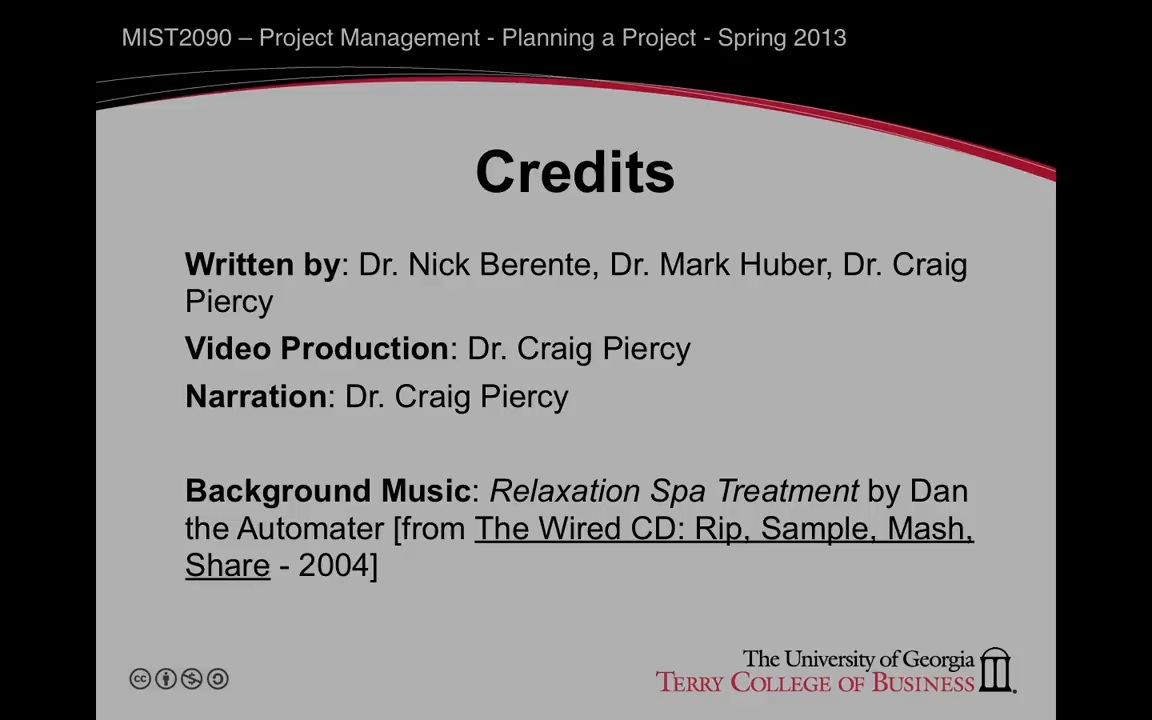 MIST2090 – Project Management - Planning a Project - Spring 2013
Credits
Written by: Dr. Nick Berente, Dr. Mark Huber, Dr. Craig
Piercy
Video Production: Dr. Craig Piercy
Narration: Dr. Craig Piercy
Background Music: Relaxation Spa Treatment by Dan
the Automater [from The Wired CD: Rip, Sample, Mash,
Share - 2004]
cc
The University of Georgia
TERRY COLLEGE OF BUSINESS